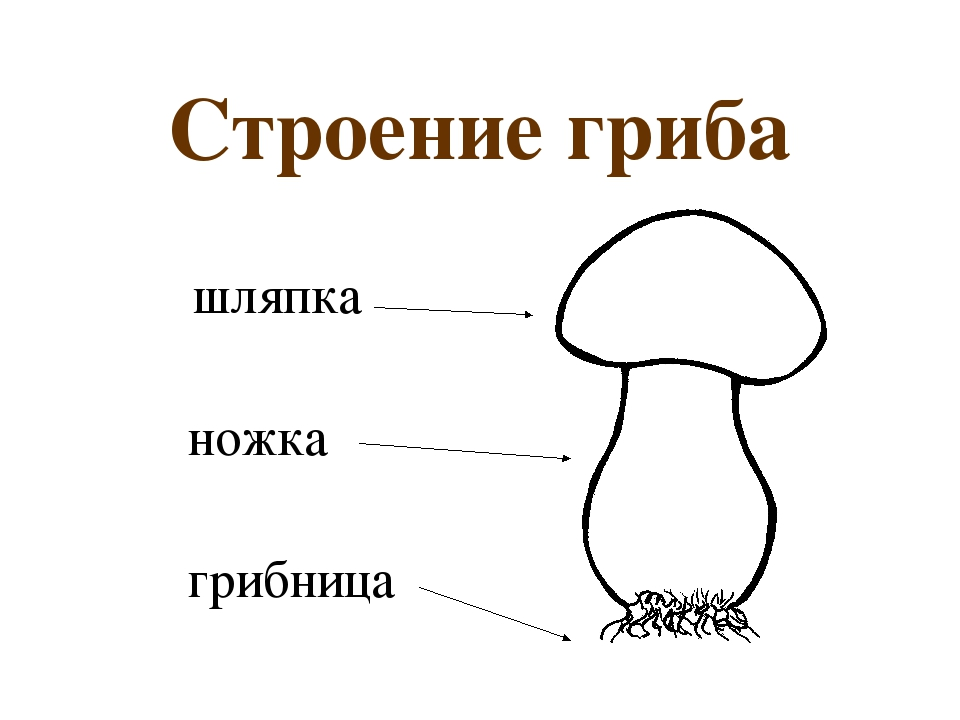 Строение гриба
шляпка
ножка
грибница